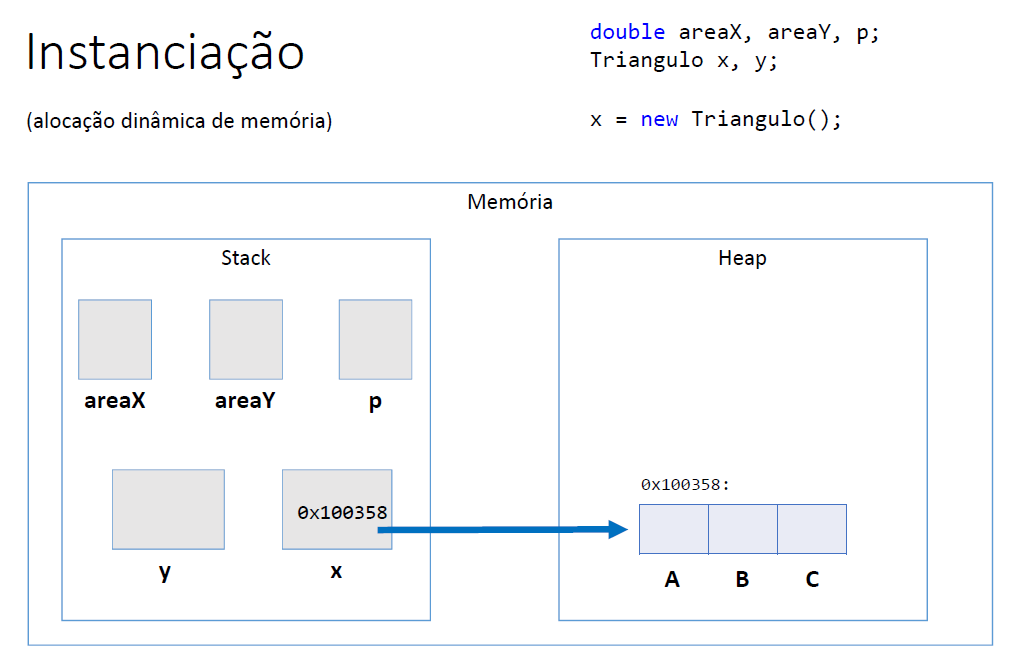 Instanciação
(alocação dinâmica de memória)
double areaX, areaY, p;
Triangulo x, y;
x = new Triangulo();
Memória
Stack
areaX areaY p
0x100358
y x
Heap
0x100358:
A B C